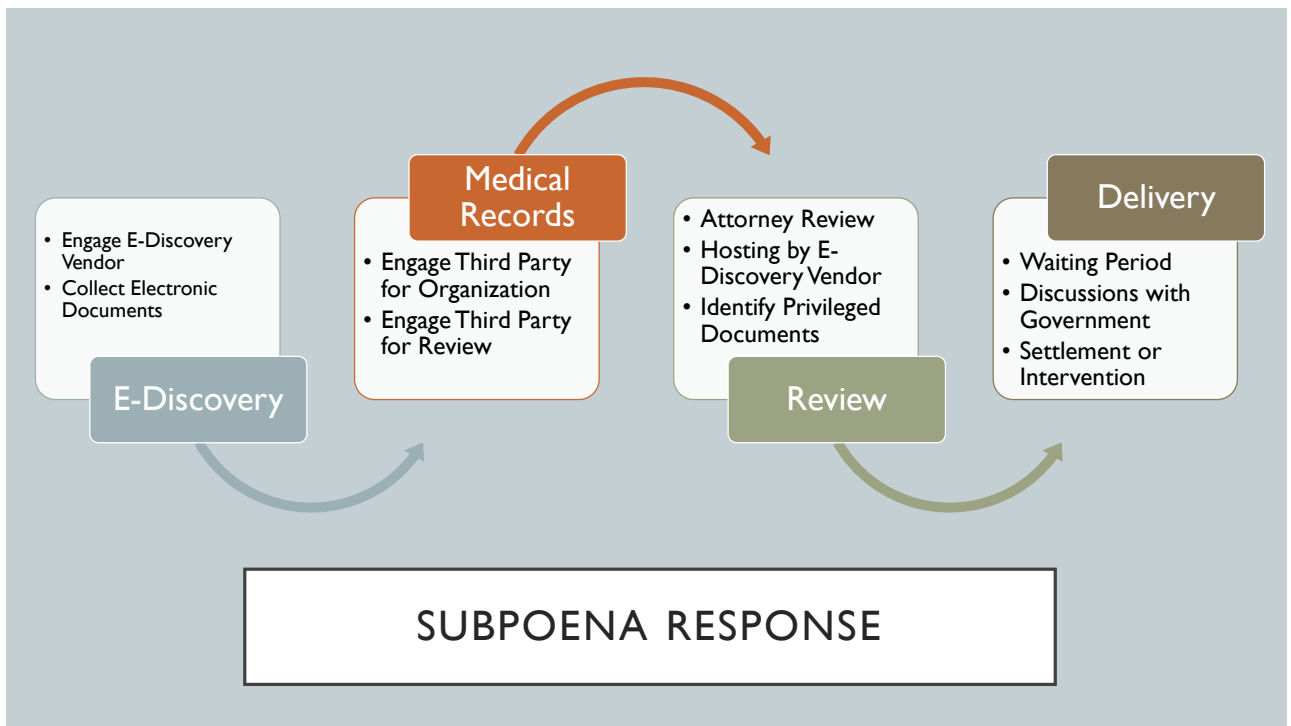 • Engage E-Discovery
Vendor
• Collect Electronic
Documents
E-Discovery
Medical
Records
• Engage Third Party
for Organization
• Engage Third Party
for Review
• Attorney Review
• Hosting by E-
Discovery Vendor
• Identify Privileged
Documents
Review
Delivery
• Waiting Period
• Discussions with
Government
• Settlement or
Intervention
SUBPOENA RESPONSE